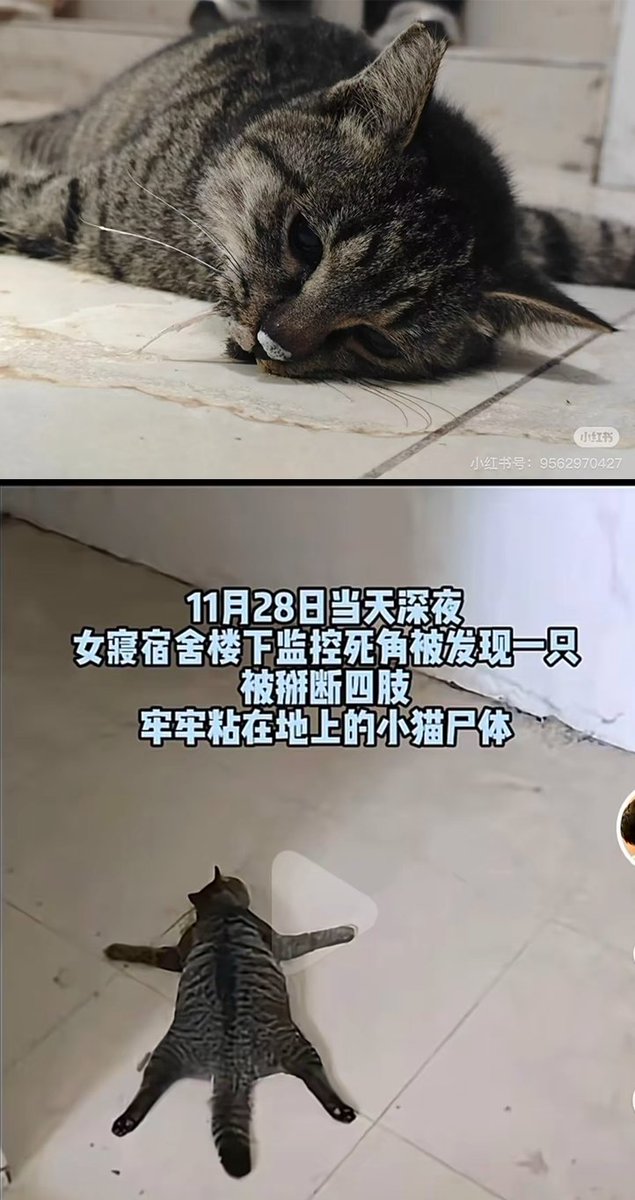 小红书
小红书号：9562970427
11月28日当天深夜
女寝宿舍楼下监控死角被发现一只
被掰断四肢
牢牢粘在地上的小猫尸体